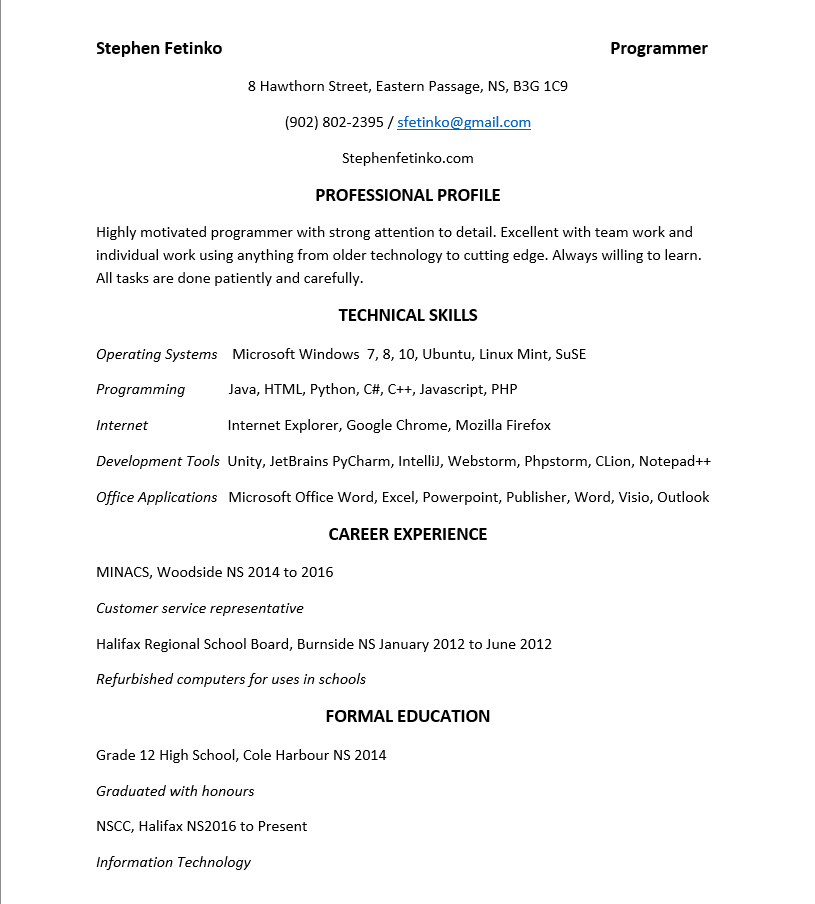 Stephen Fetinko Programmer
8 Hawthorn Street, Eastern Passage, NS, B3G 1C9
(902) 802-2395 / sfetinko@gmail.com
Stephenfetinko.com
PROFESSIONAL PROFILE
Highly motivated programmer with strong attention to detail. Excellent with team work and
individual work using anything from older technology to cutting edge. Always willing to learn.
All tasks are done patiently and carefully.
TECHNICAL SKILLS
Operating Systems Microsoft Windows 7, 8, 10, Ubuntu, Linux Mint, SuSE
Programming Java, HTML, Python, C#, C++, Javascript, PHP
Internet Internet Explorer, Google Chrome, Mozilla Firefox
Development Tools Unity, JetBrains PyCharm, IntelliJ, Webstorm, Phpstorm, CLion, Notepad++
Office Applications Microsoft Office Word, Excel, Powerpoint, Publisher, Word, Visio, Outlook
CAREER EXPERIENCE
MINACS, Woodside NS 2014 to 2016
Customer service representative
Halifax Regional School Board, Burnside NS January 2012 to June 2012
Refurbished computers for uses in schools
FORMAL EDUCATION
Grade 12 High School, Cole Harbour NS 2014
Graduated with honours
NSCC, Halifax NS2016 to Present
Information Technology